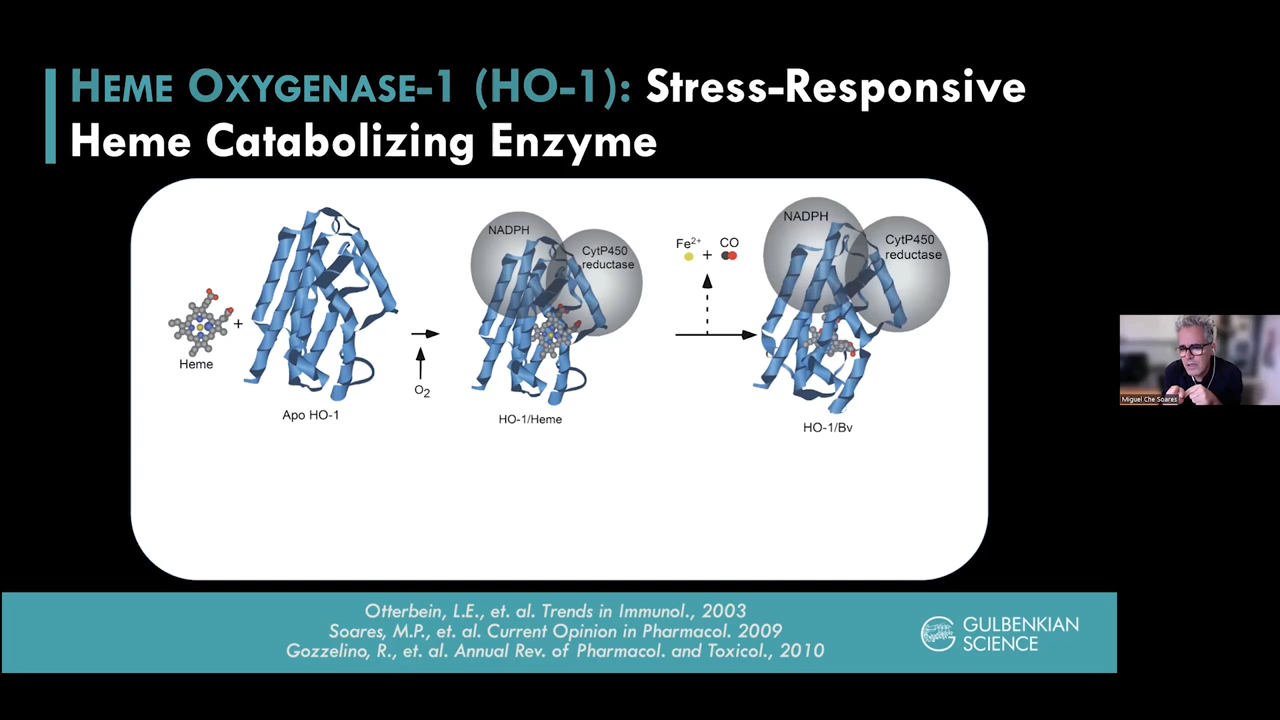 HEME OXYGENASE-1 (HO-1): Stress-Responsive
Heme Catabolizing Enzyme
NADPH
CytP450
reductase
Fe2+
+
CO
NADPH
CytP450
reductase
+
Heme
O2
Apo HO-1
HO-1/Heme
HO-1/Bv
Miguel Che Soares
Otterbein, L.E., et. al. Trends in Immunol., 2003
Soares, M.P., et. al. Current Opinion in Pharmacol. 2009
Gozzelino, R., et. al. Annual Rev. of Pharmacol. and Toxicol., 2010
GULBENKIAN
SCIENCE